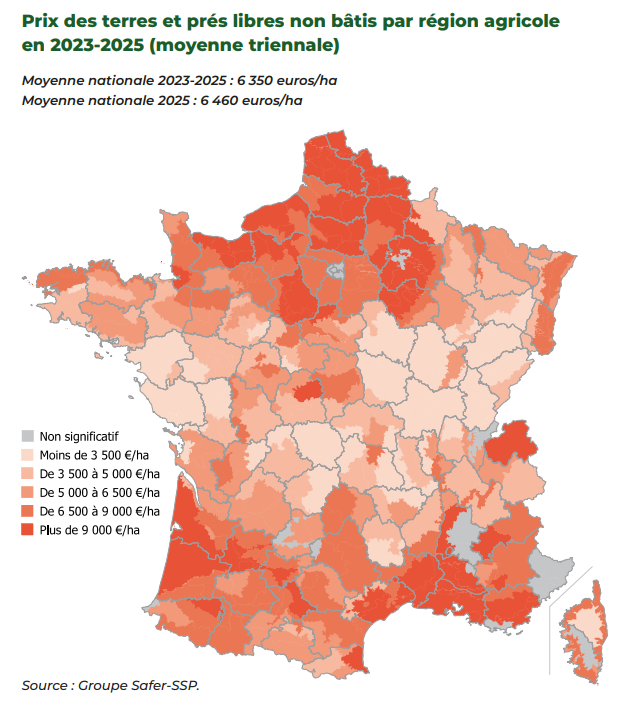 Prix des terres et prés libres non bâtis par région agricole
en 2023-2025 (moyenne triennale)
Moyenne nationale 2023-2025 : 6 350 euros/ha
Moyenne nationale 2025 : 6 460 euros/ha
Non significatif
Moins de 3 500 €/ha
De 3 500 à 5 000 €/ha
De 5 000 à 6 500 €/ha
De 6 500 à 9 000 €/ha
Plus de 9 000 €/ha
Source : Groupe Safer-SSP.